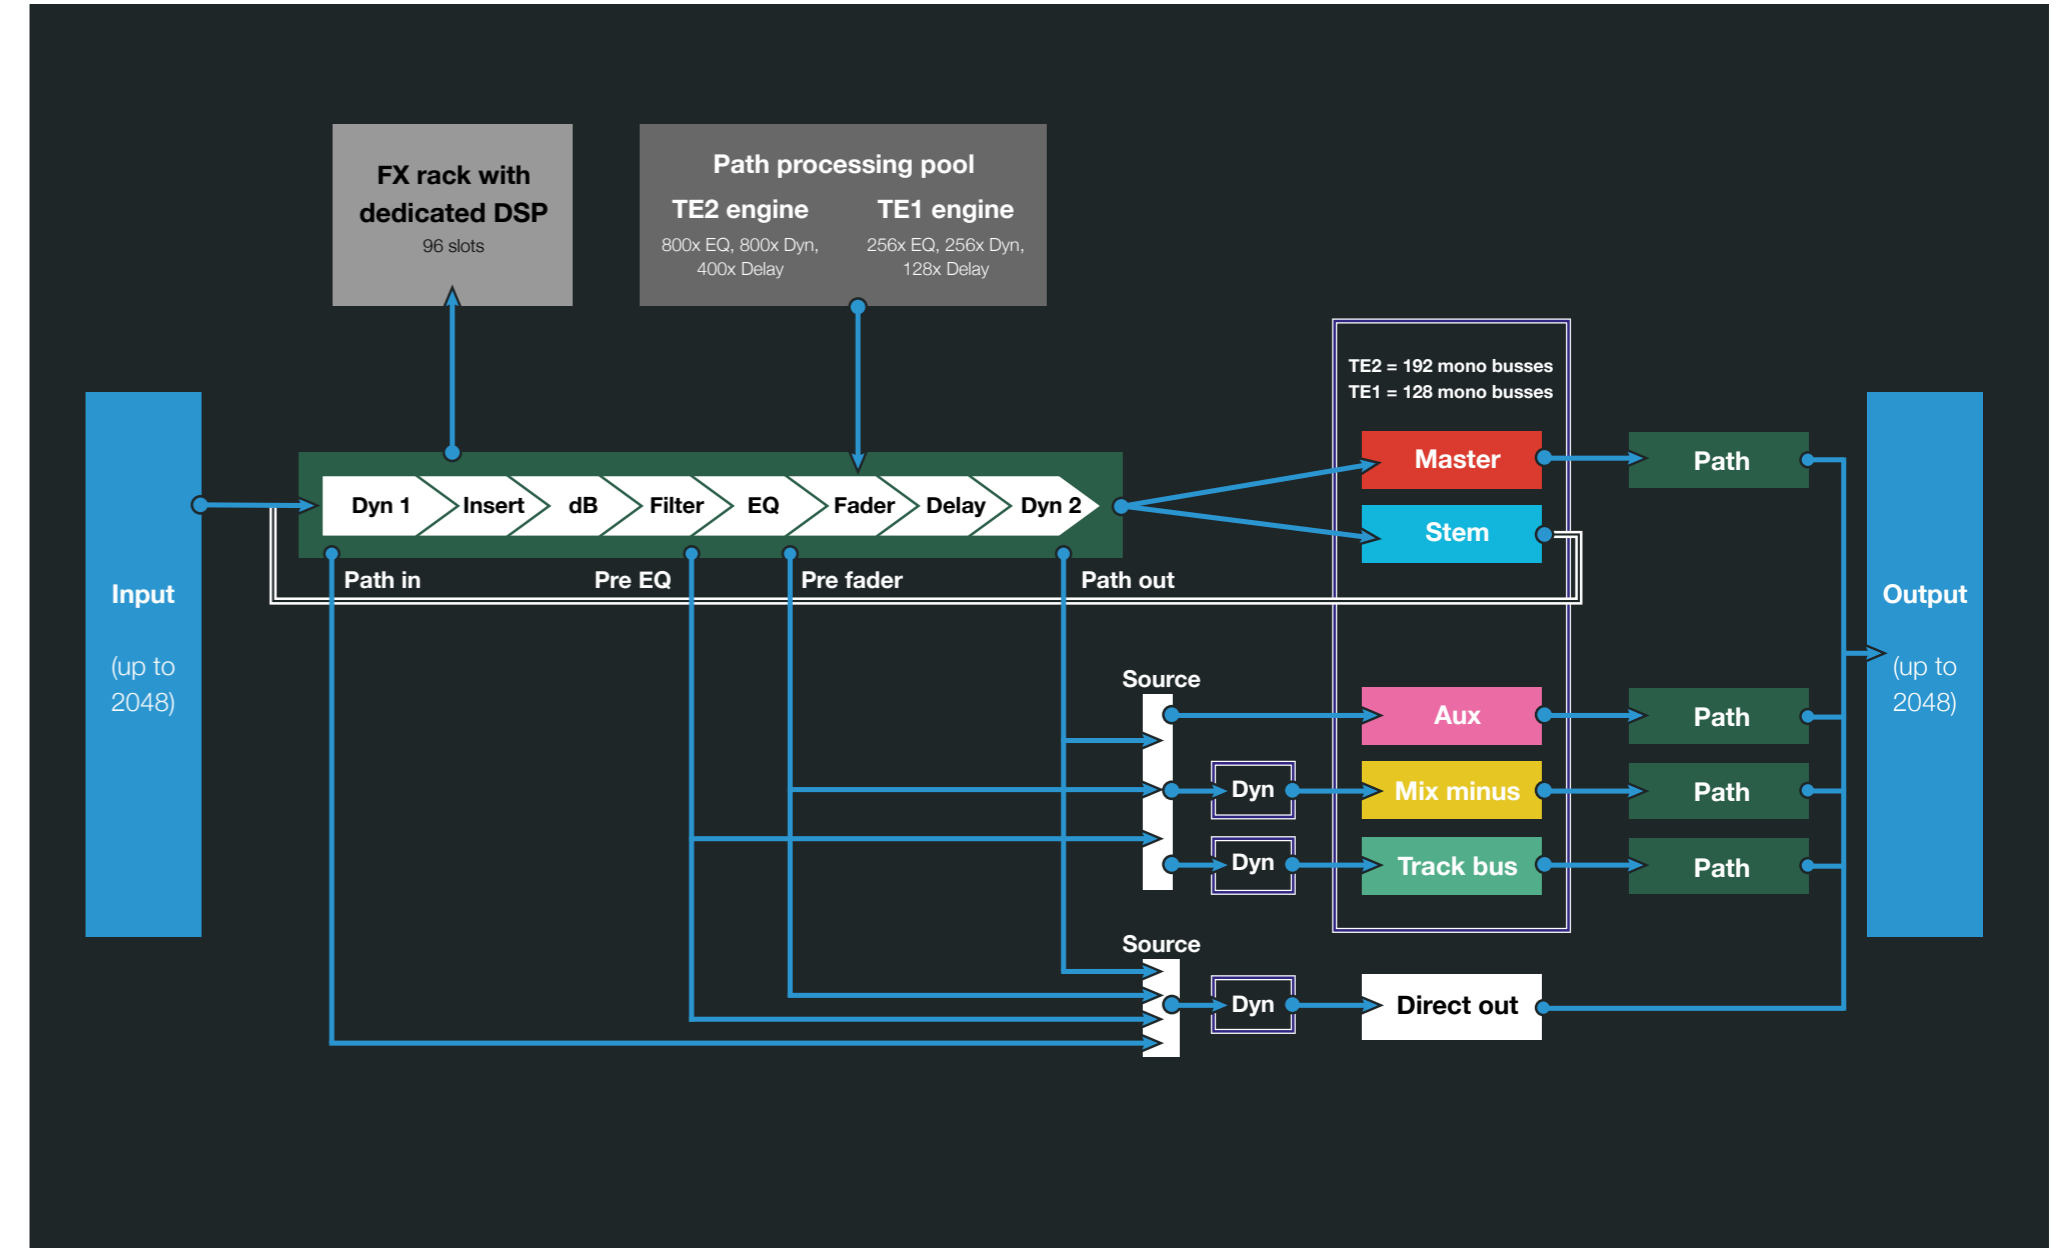 FX rack with
dedicated DSP
96 slots
Path processing pool
TE2 engine
800x EQ, 800x Dyn,
400x Delay
TE1 engine
256x EQ, 256x Dyn,
128x Delay
TE2 = 192 mono busses
TE1 = 128 mono busses
Input
(up to
2048)
Dyn 1
Insert
dB
Filter
EQ
Fader
Delay
Dyn 2
Path in
Pre EQ
Pre fader
Path out
Master
Path
Stem
Output
(up to
2048)
Source
Aux
Path
Dyn
Mix minus
Path
Dyn
Track bus
Path
Source
Dyn
Direct out